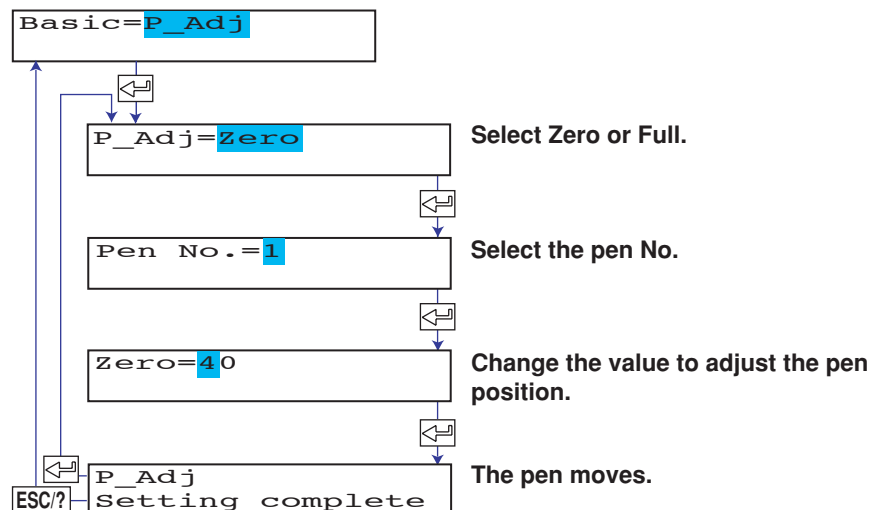 Basic=P_Adj
P_Adj=Zero
Select Zero or Full.
Pen No.=1
Select the pen No.
Zero=40
Change the value to adjust the pen
position.
P_Adj
Setting complete
The pen moves.
ESC/?